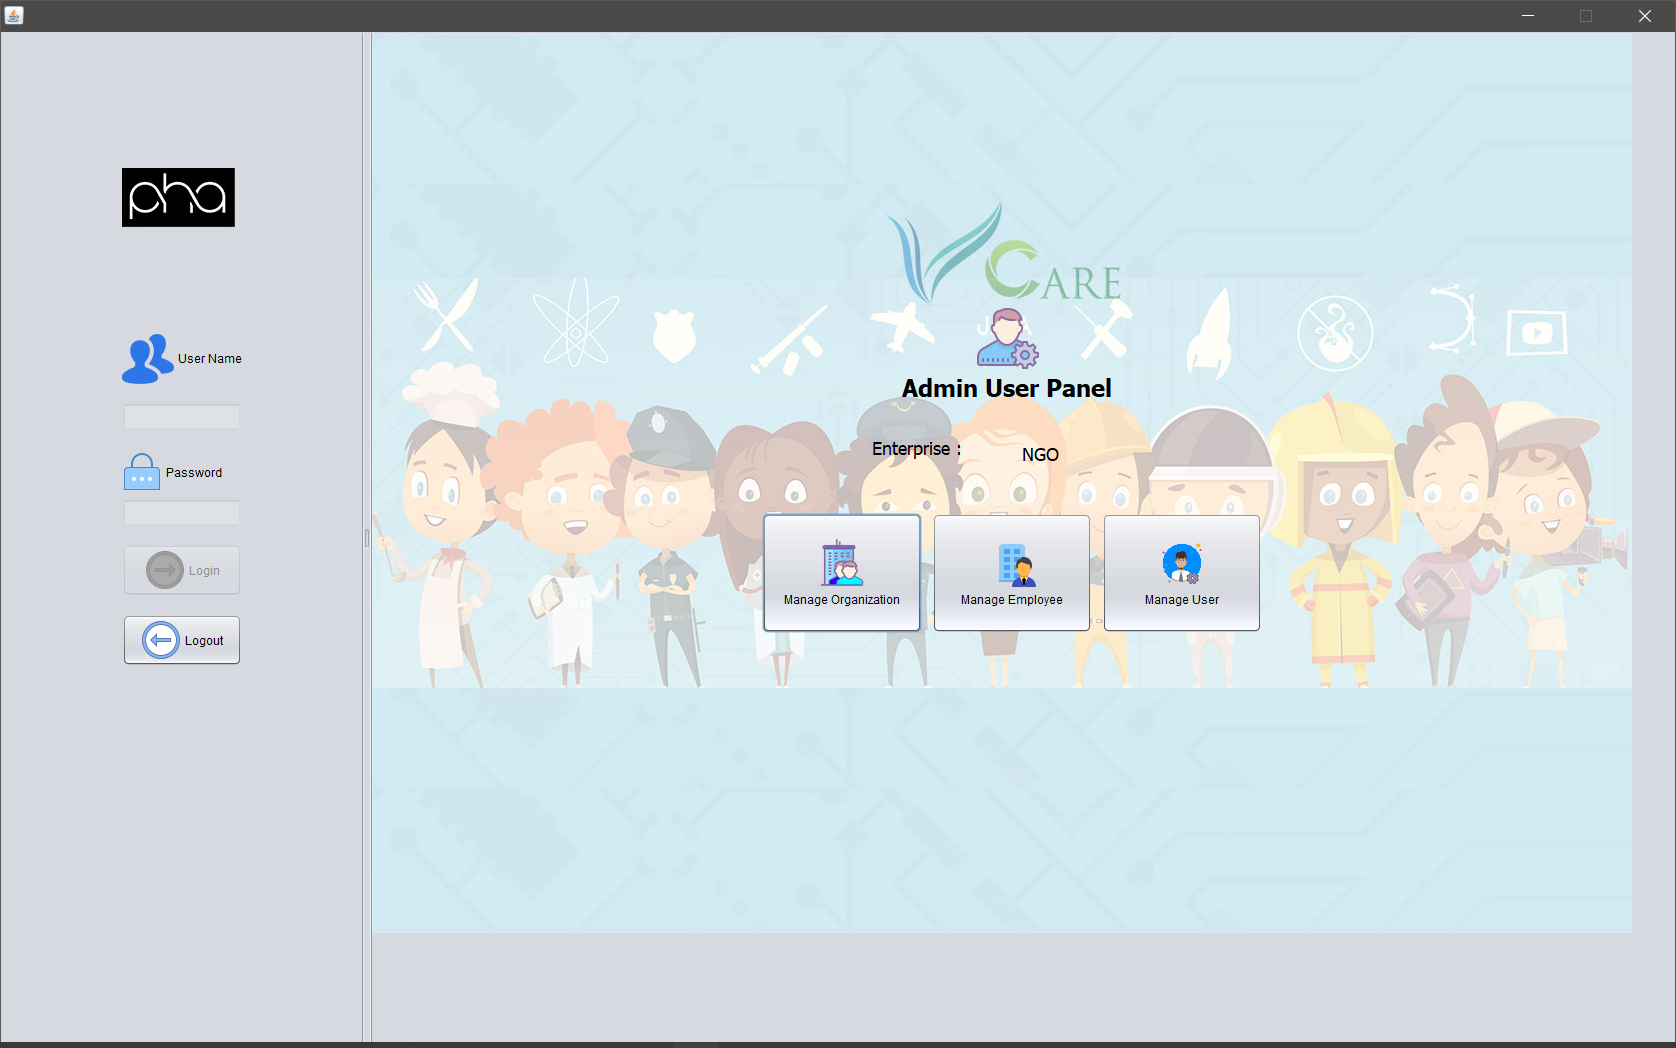 pha
User Name
Password
Login
Logout
V CARE
Admin User Panel
Enterprise : NGO
Manage Organization
Manage Employee
Manage User